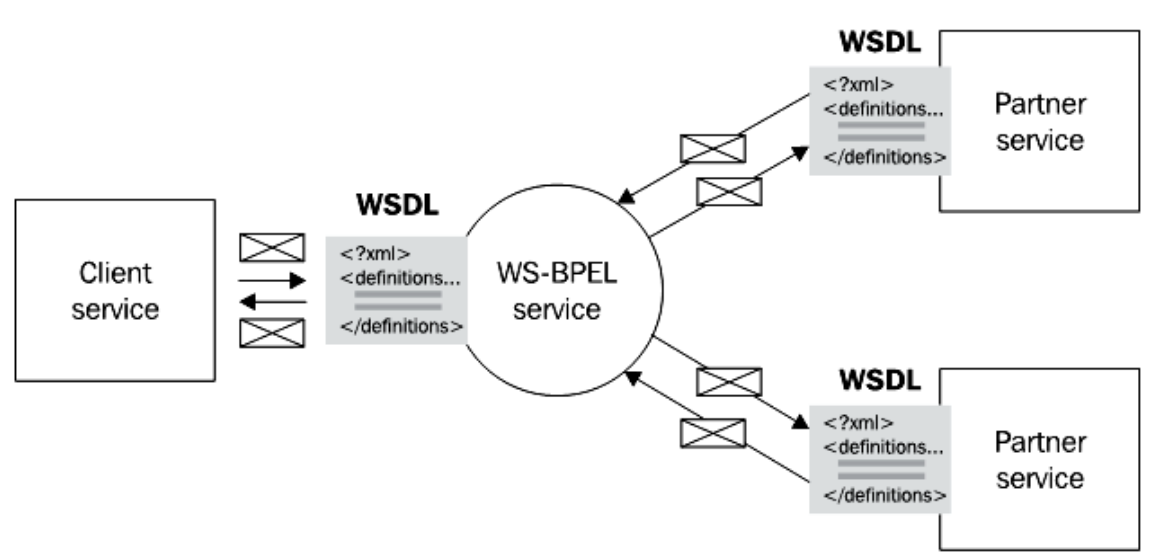 Client
service
WSDL
<?xml>
<definitions...
</definitions>
WS-BPEL
service
WSDL
<?xml>
<definitions...
</definitions>
Partner
service
WSDL
<?xml>
<definitions...
</definitions>
Partner
service